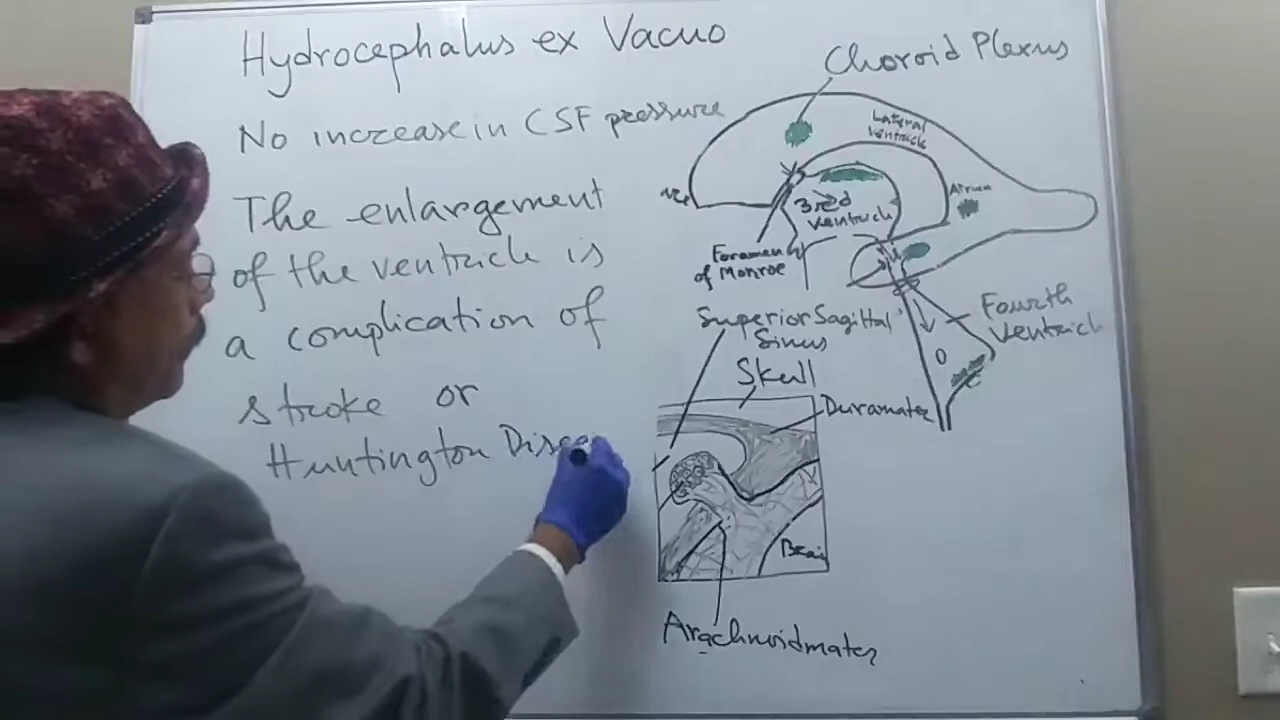 Hydrocephalus ex Vacuo
No increase in CSF pressure
The enlargement
of the ventricle is
a complication of
stroke or
Huntington Disea
Choroid Plexus
Lateral
Ventricle
Atrium
3rd
Ventricle
Foramen
of Monroe
Fourth
Ventricle
Superior Sagittal
Sinus
Skull
Duramater
Brain
Arachnoidmater